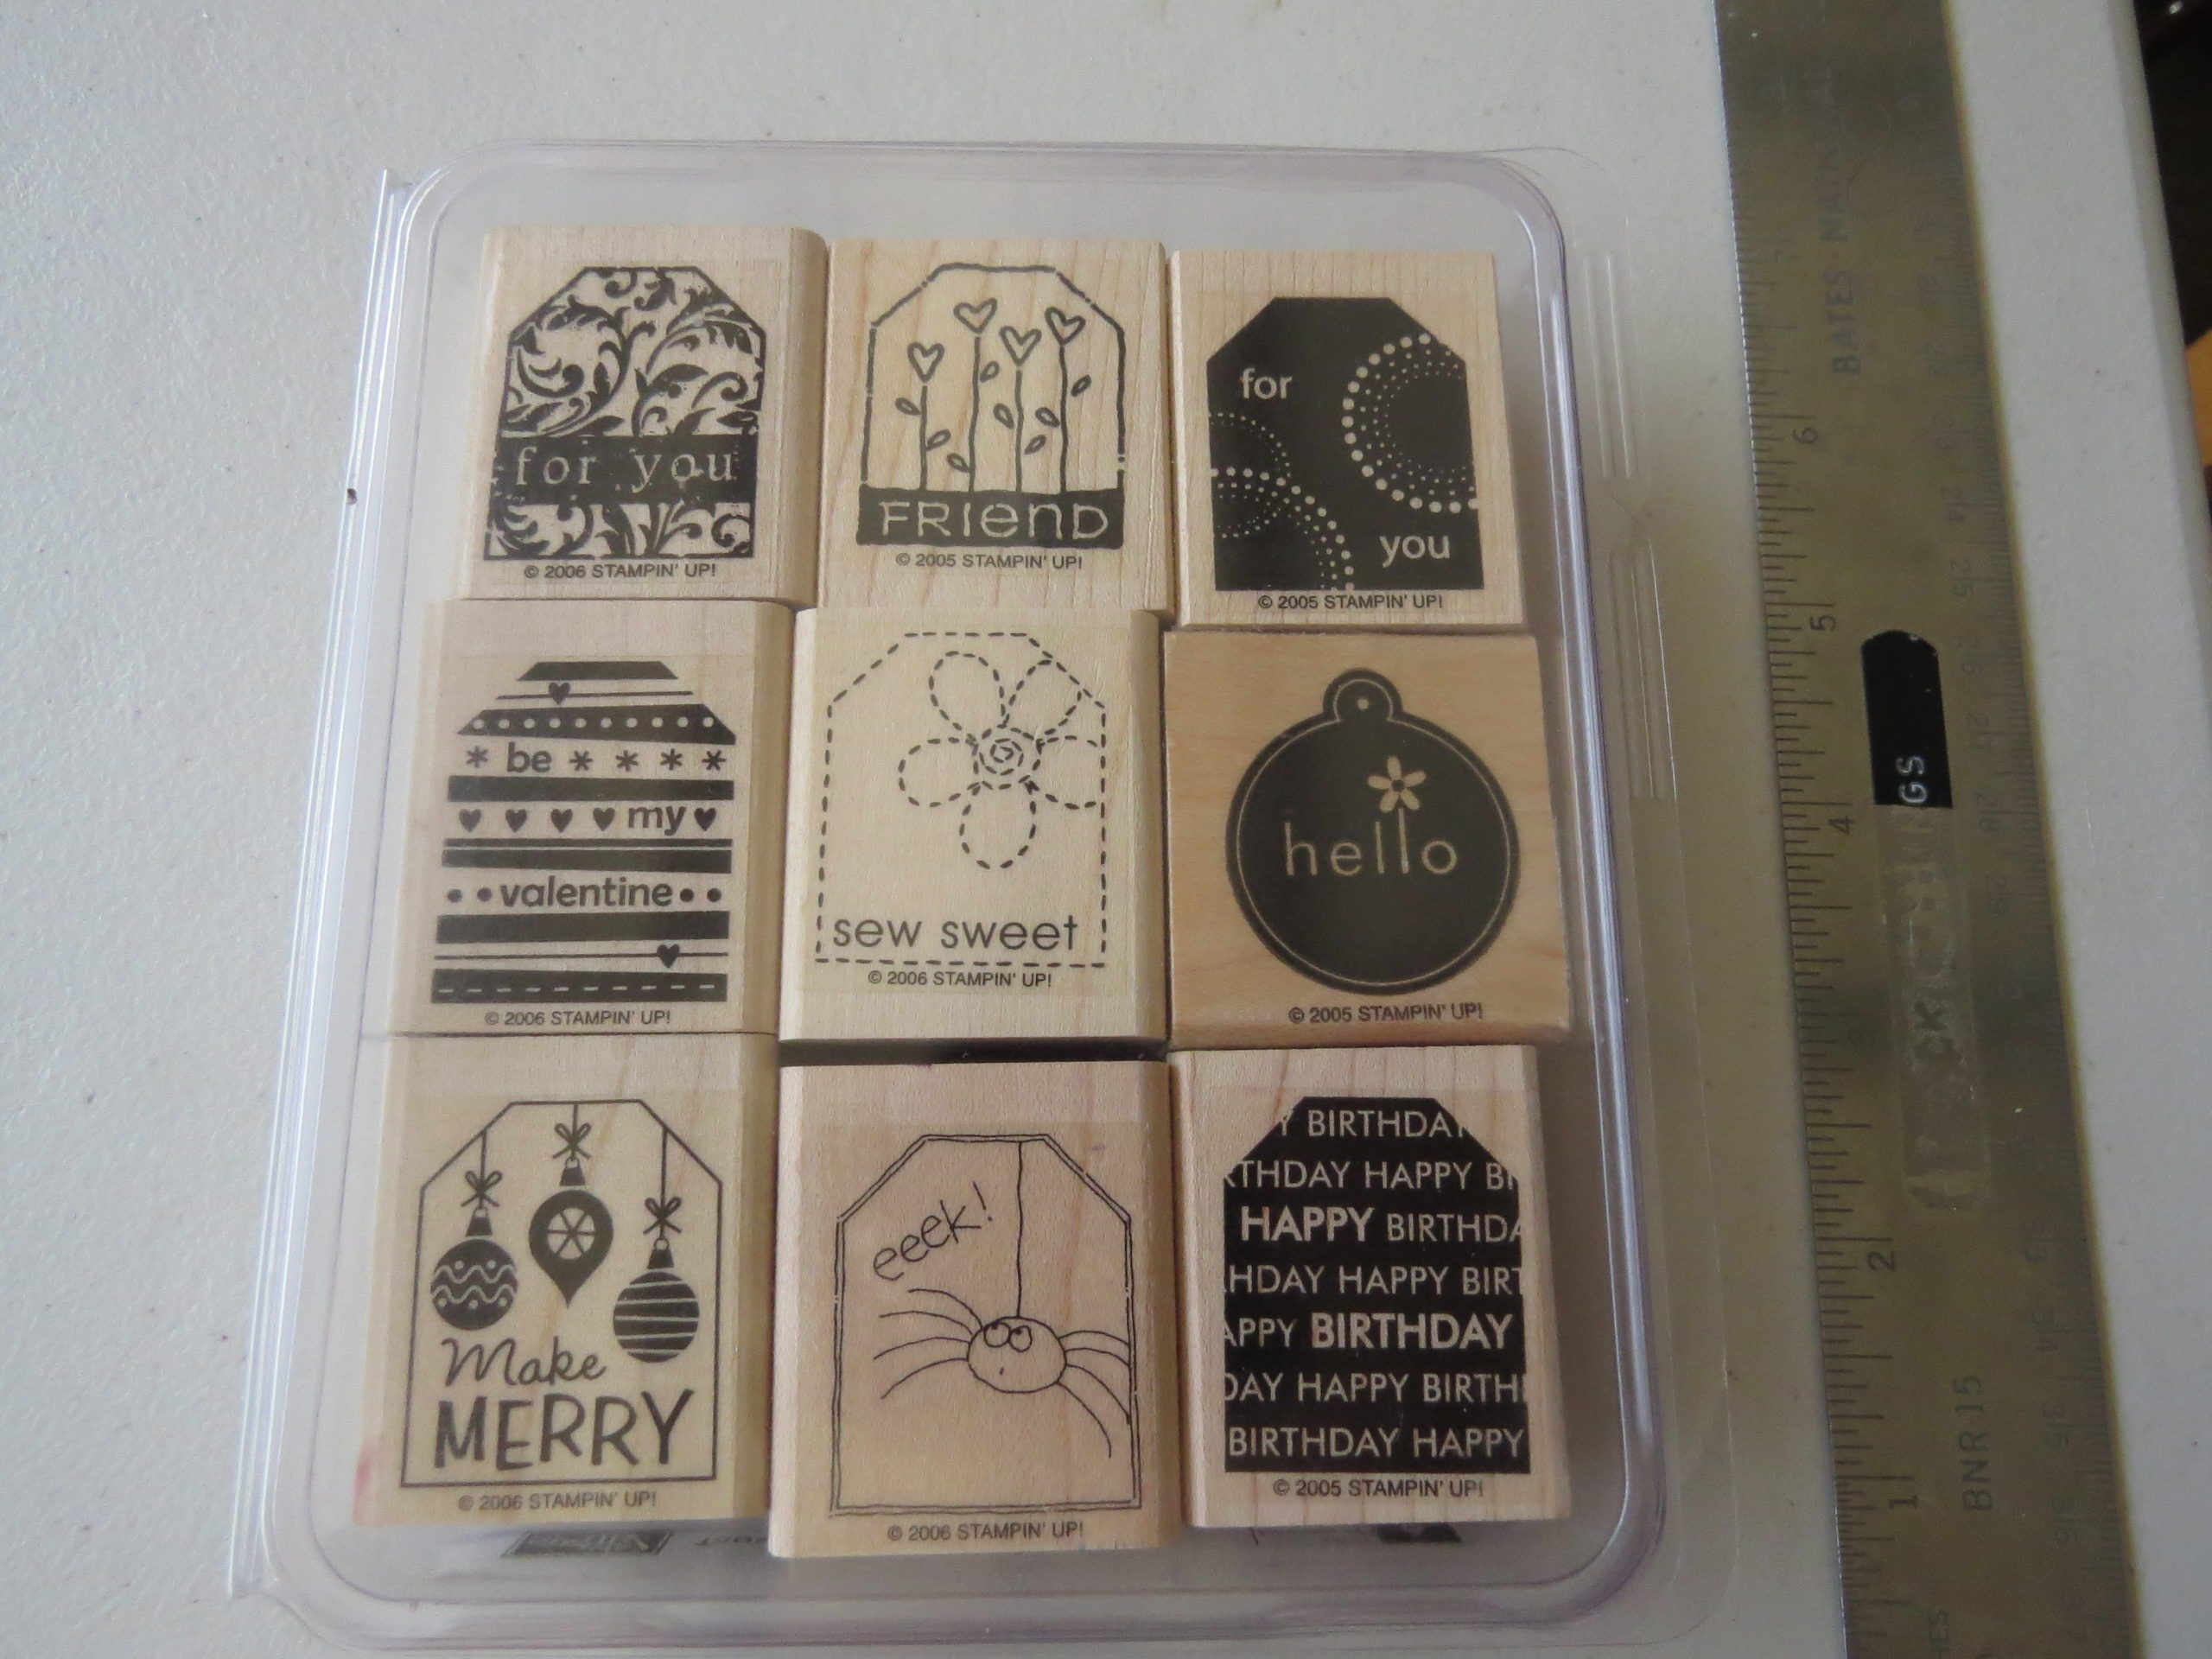 for you
© 2006 STAMPIN' UP!
FRIEND
© 2005 STAMPIN' UP!
for
you
© 2005 STAMPIN' UP!
* be * * * *
my
valentine
© 2006 STAMPIN' UP!
sew sweet
© 2006 STAMPIN' UP!
hello
© 2005 STAMPIN' UP!
Make
MERRY
© 2006 STAMPIN' UP!
eeek!
© 2006 STAMPIN' UP!
Y BIRTHDAY
THDAY HAPPY BI
HAPPY BIRTHDA
HDAY HAPPY BIRT
APPY BIRTHDAY
DAY HAPPY BIRTH
BIRTHDAY HAPPY
© 2005 STAMPIN' UP!
BATES
6
5
4
GS
2
1
BNR-15